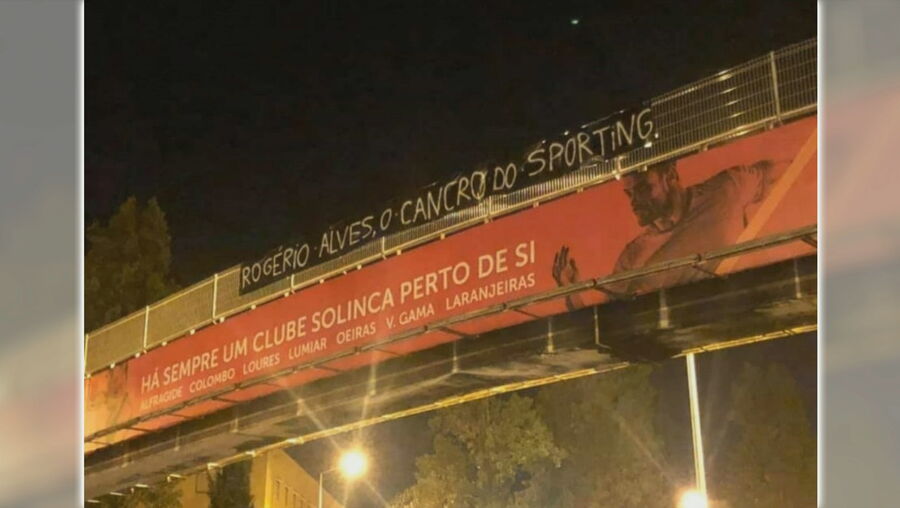 ROGÉRIO ALVES, O CANCRO DO SPORTING.
HÁ SEMPRE UM CLUBE SOLINCA PERTO DE SI
ALFRAGIDE COLOMBO LOURES LUMIAR OEIRAS V. GAMA LARANJEIRAS